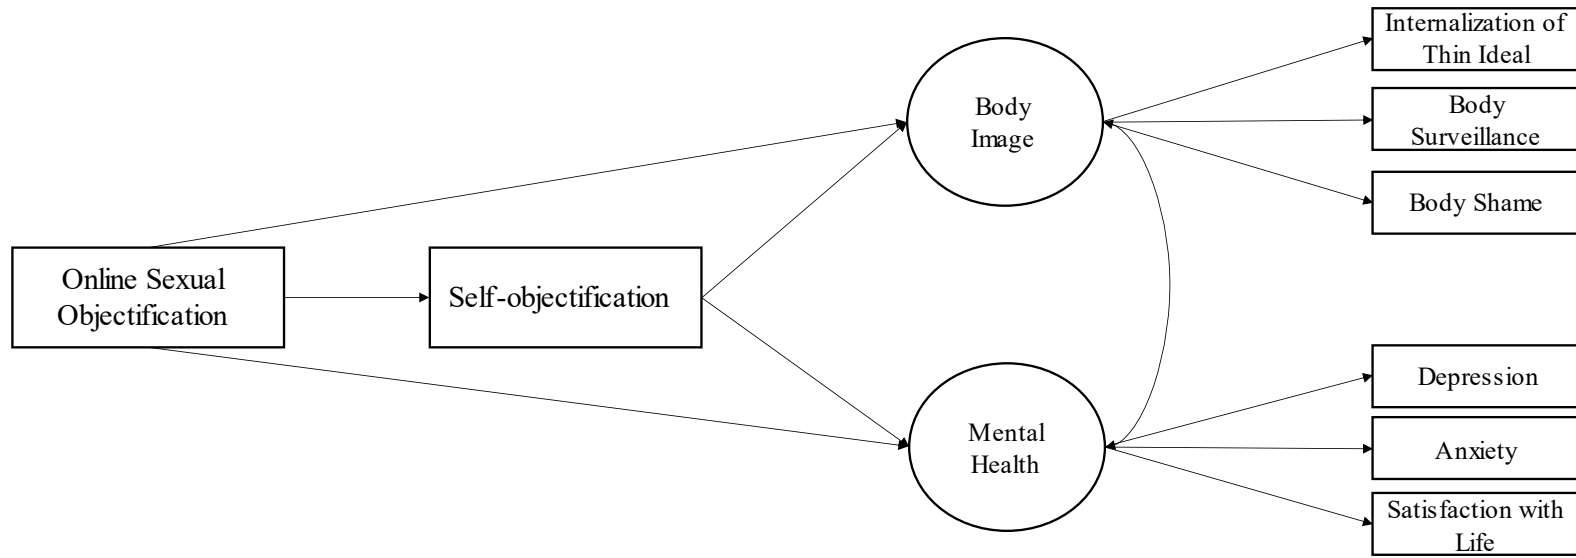 Internalization of
Thin Ideal
Body
Image
Body
Surveillance
Body Shame
Online Sexual
Objectification
Self-objectification
Depression
Mental
Health
Anxiety
Satisfaction with
Life